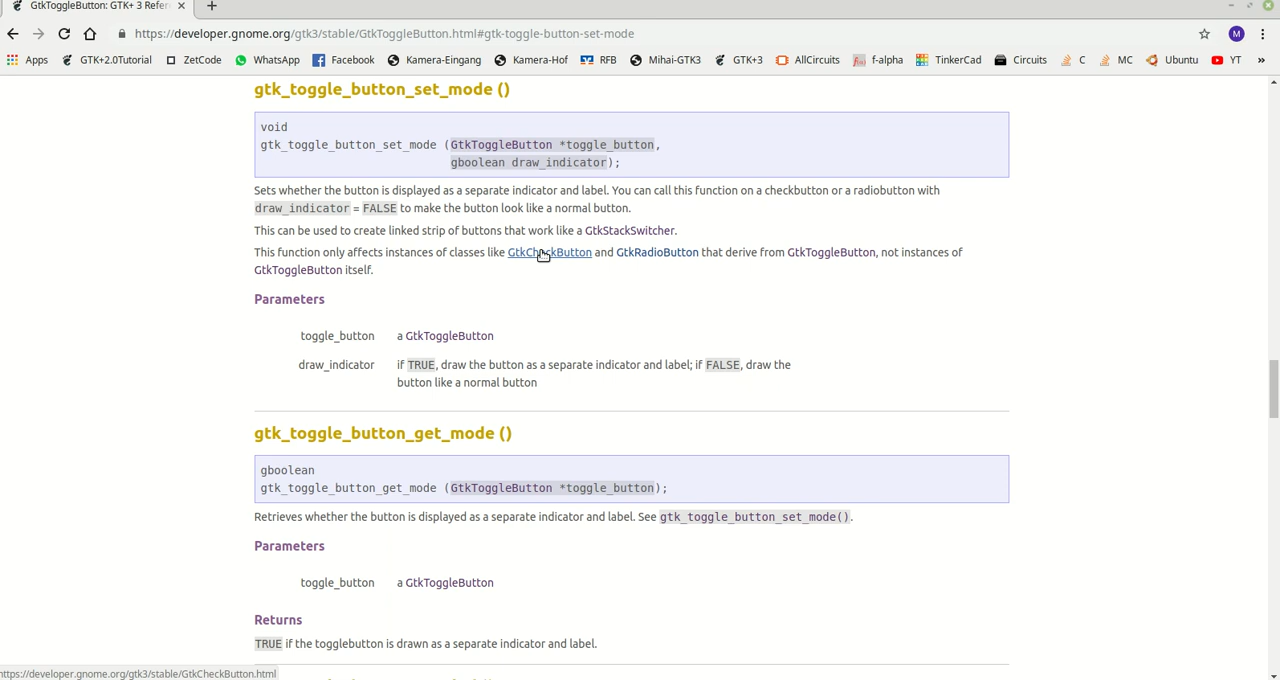 GtkToggleButton: GTK+ 3 Refer
https://developer.gnome.org/gtk3/stable/GtkToggleButton.html#gtk-toggle-button-set-mode
M
Apps GTK+2.0Tutorial ZetCode WhatsApp Facebook Kamera-Eingang Kamera-Hof RFB Mihai-GTK3 GTK+3 AllCircuits f-alpha TinkerCad Circuits C MC Ubuntu YT »
gtk_toggle_button_set_mode ()
void
gtk_toggle_button_set_mode (GtkToggleButton *toggle_button,
gboolean draw_indicator);
Sets whether the button is displayed as a separate indicator and label. You can call this function on a checkbutton or a radiobutton with
draw_indicator = FALSE to make the button look like a normal button.
This can be used to create linked strip of buttons that work like a GtkStackSwitcher.
This function only affects instances of classes like GtkCheckButton and GtkRadioButton that derive from GtkToggleButton, not instances of
GtkToggleButton itself.
Parameters
toggle_button a GtkToggleButton
draw_indicator if TRUE, draw the button as a separate indicator and label; if FALSE, draw the
button like a normal button
gtk_toggle_button_get_mode ()
gboolean
gtk_toggle_button_get_mode (GtkToggleButton *toggle_button);
Retrieves whether the button is displayed as a separate indicator and label. See gtk_toggle_button_set_mode().
Parameters
toggle_button a GtkToggleButton
Returns
TRUE if the togglebutton is drawn as a separate indicator and label.
https://developer.gnome.org/gtk3/stable/GtkCheckButton.html